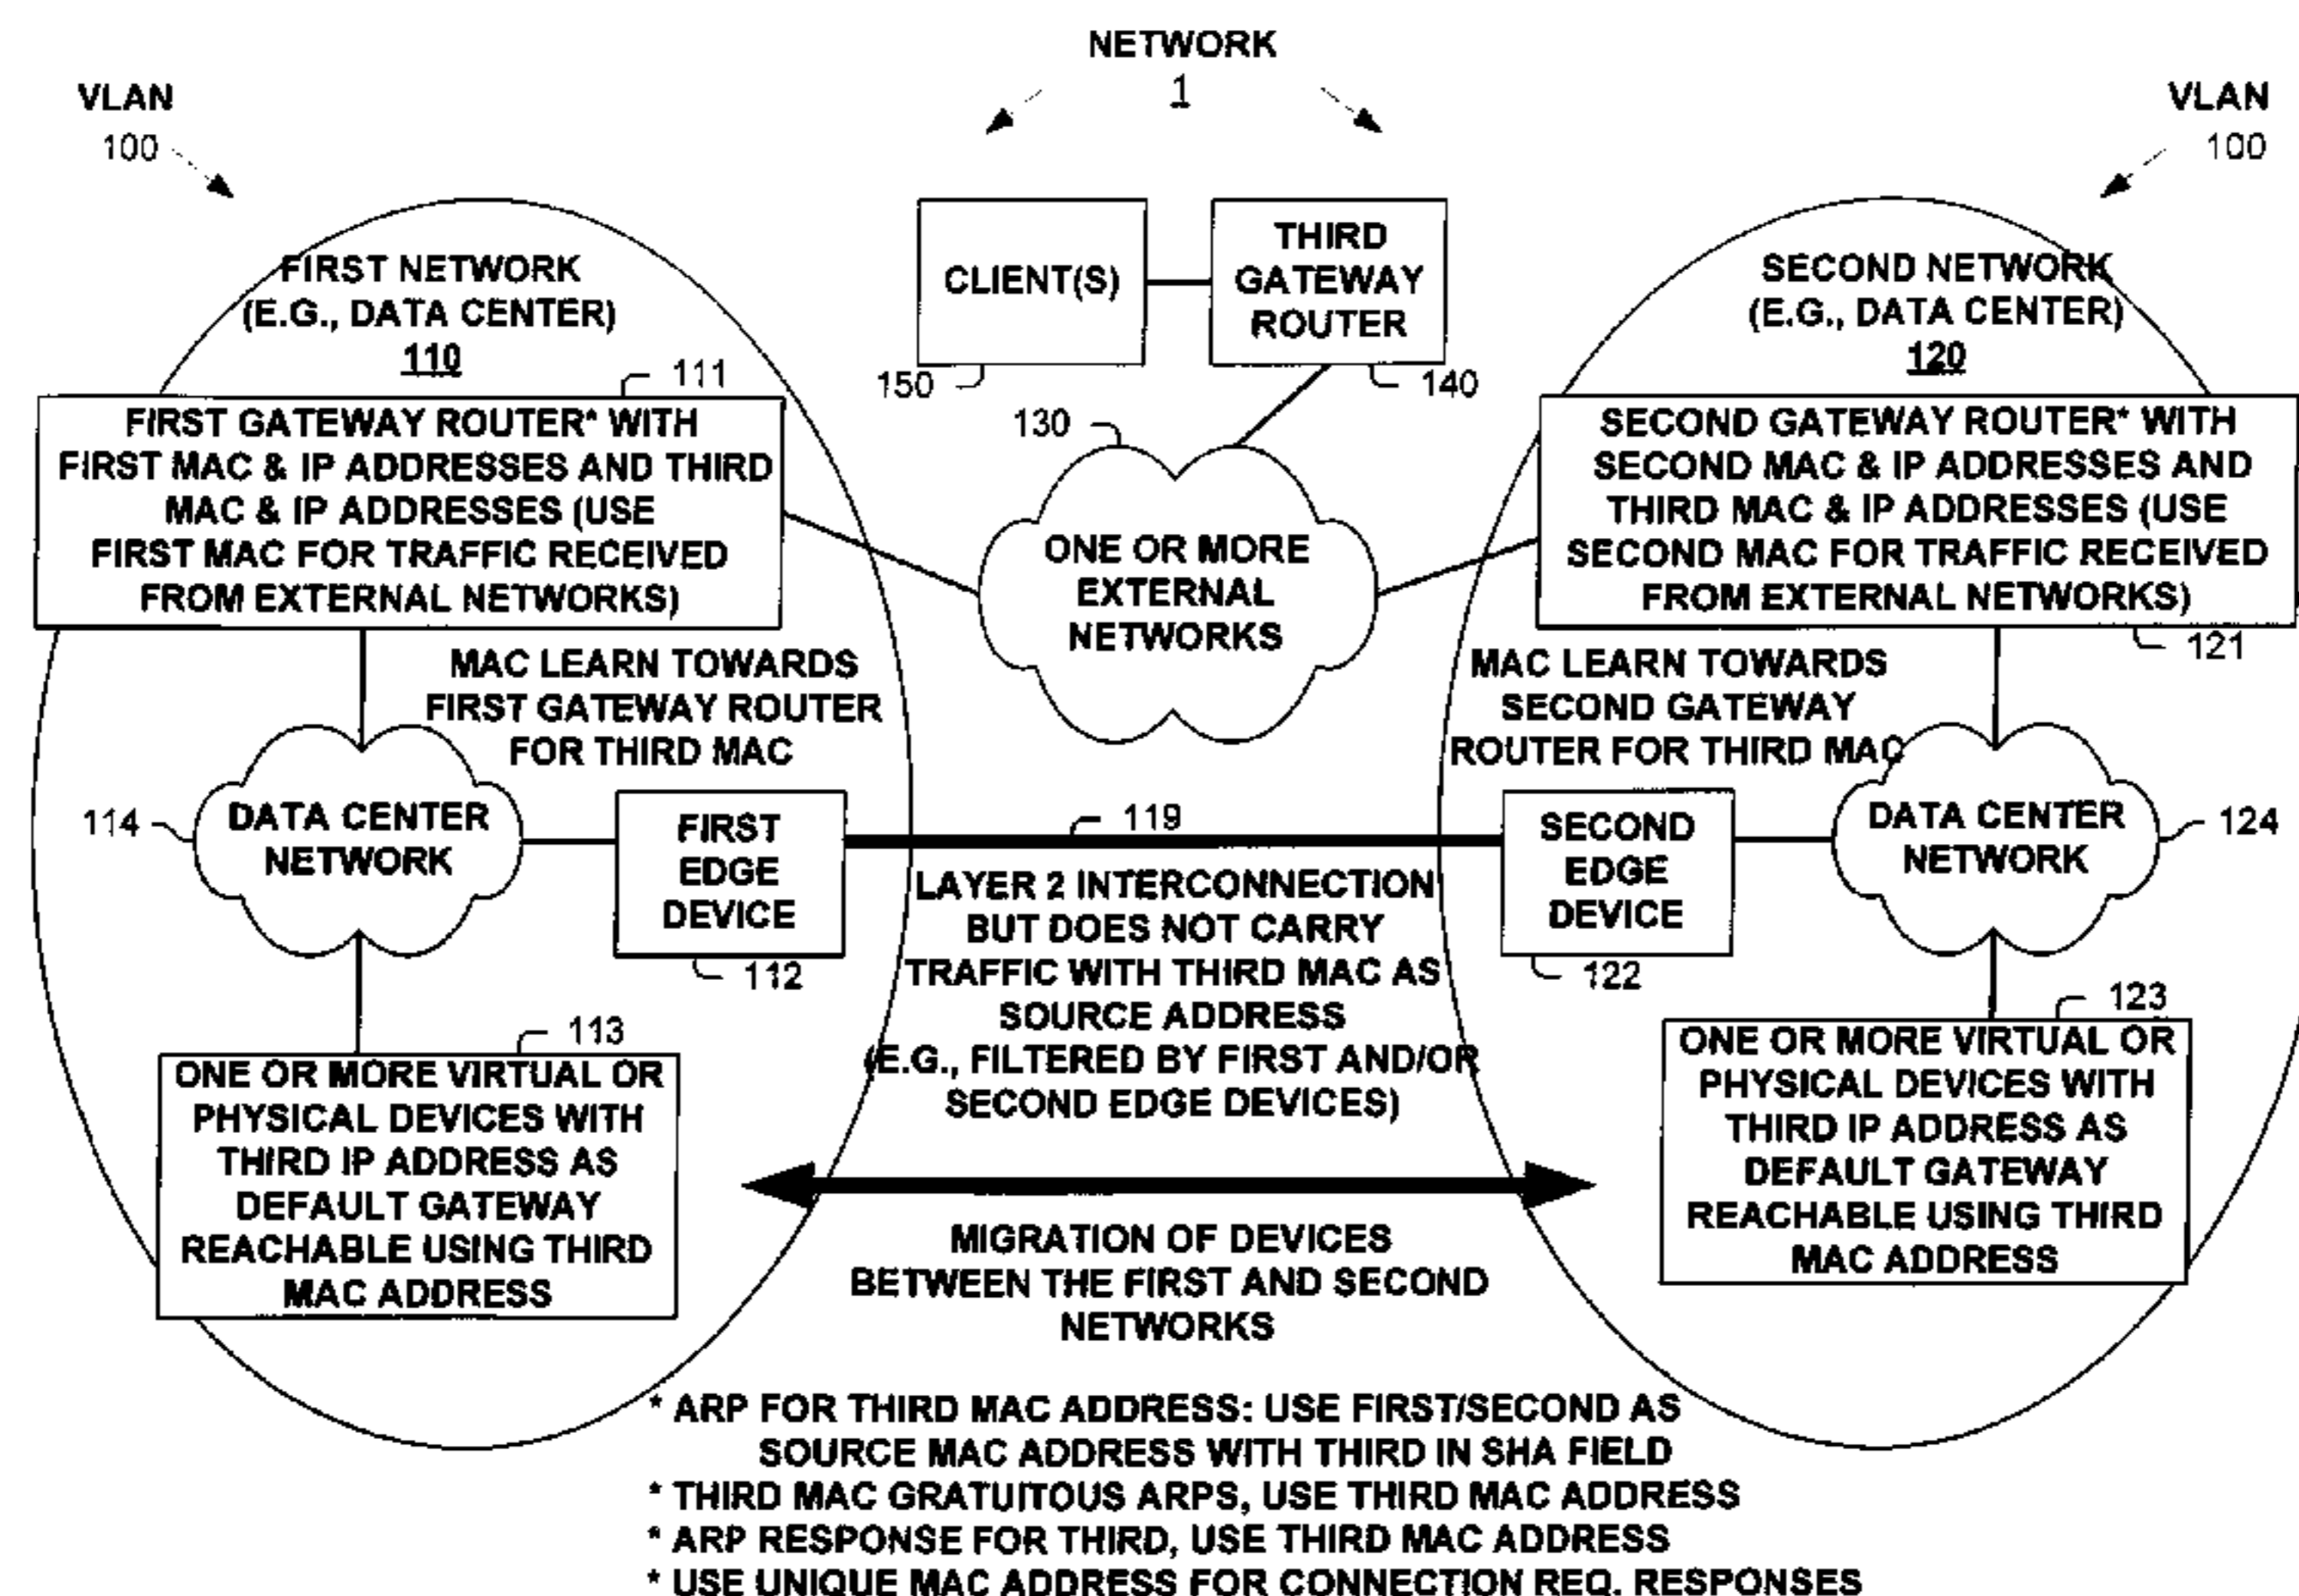 NETWORK
1
VLAN
100
VLAN
100
FIRST NETWORK
(E.G., DATA CENTER)
110
111
FIRST GATEWAY ROUTER* WITH
FIRST MAC & IP ADDRESSES AND THIRD
MAC & IP ADDRESSES (USE
FIRST MAC FOR TRAFFIC RECEIVED
FROM EXTERNAL NETWORKS)
CLIENT(S)
150
THIRD
GATEWAY
ROUTER
140
130
ONE OR MORE
EXTERNAL
NETWORKS
SECOND NETWORK
(E.G., DATA CENTER)
120
SECOND GATEWAY ROUTER* WITH
SECOND MAC & IP ADDRESSES AND
THIRD MAC & IP ADDRESSES (USE
SECOND MAC FOR TRAFFIC RECEIVED
FROM EXTERNAL NETWORKS)
121
MAC LEARN TOWARDS
FIRST GATEWAY ROUTER
FOR THIRD MAC
MAC LEARN TOWARDS
SECOND GATEWAY
ROUTER FOR THIRD MAC
114
DATA CENTER
NETWORK
FIRST
EDGE
DEVICE
112
119
LAYER 2 INTERCONNECTION
BUT DOES NOT CARRY
TRAFFIC WITH THIRD MAC AS
SOURCE ADDRESS
(E.G., FILTERED BY FIRST AND/OR
SECOND EDGE DEVICES)
SECOND
EDGE
DEVICE
122
DATA CENTER
NETWORK
124
113
ONE OR MORE VIRTUAL OR
PHYSICAL DEVICES WITH
THIRD IP ADDRESS AS
DEFAULT GATEWAY
REACHABLE USING THIRD
MAC ADDRESS
123
ONE OR MORE VIRTUAL OR
PHYSICAL DEVICES WITH
THIRD IP ADDRESS AS
DEFAULT GATEWAY
REACHABLE USING THIRD
MAC ADDRESS
MIGRATION OF DEVICES
BETWEEN THE FIRST AND SECOND
NETWORKS
* ARP FOR THIRD MAC ADDRESS: USE FIRST/SECOND AS
SOURCE MAC ADDRESS WITH THIRD IN SHA FIELD
* THIRD MAC GRATUITOUS ARPS, USE THIRD MAC ADDRESS
* ARP RESPONSE FOR THIRD, USE THIRD MAC ADDRESS
* USE UNIQUE MAC ADDRESS FOR CONNECTION REQ. RESPONSES